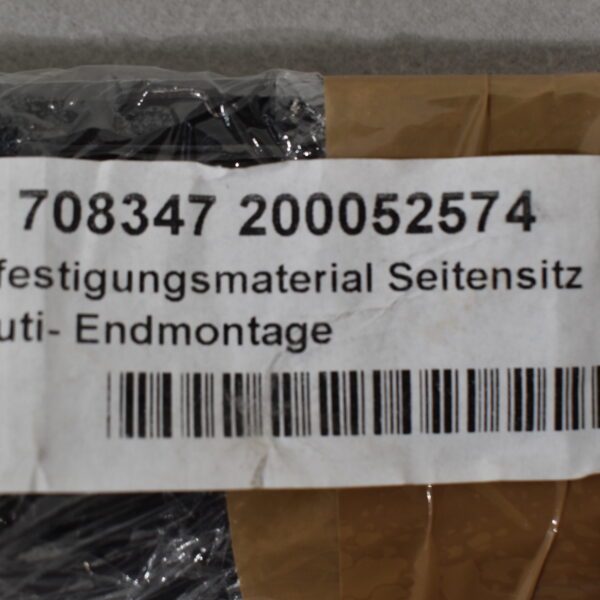 708347 200052574
festigungsmaterial Seitensitz
uti- Endmontage